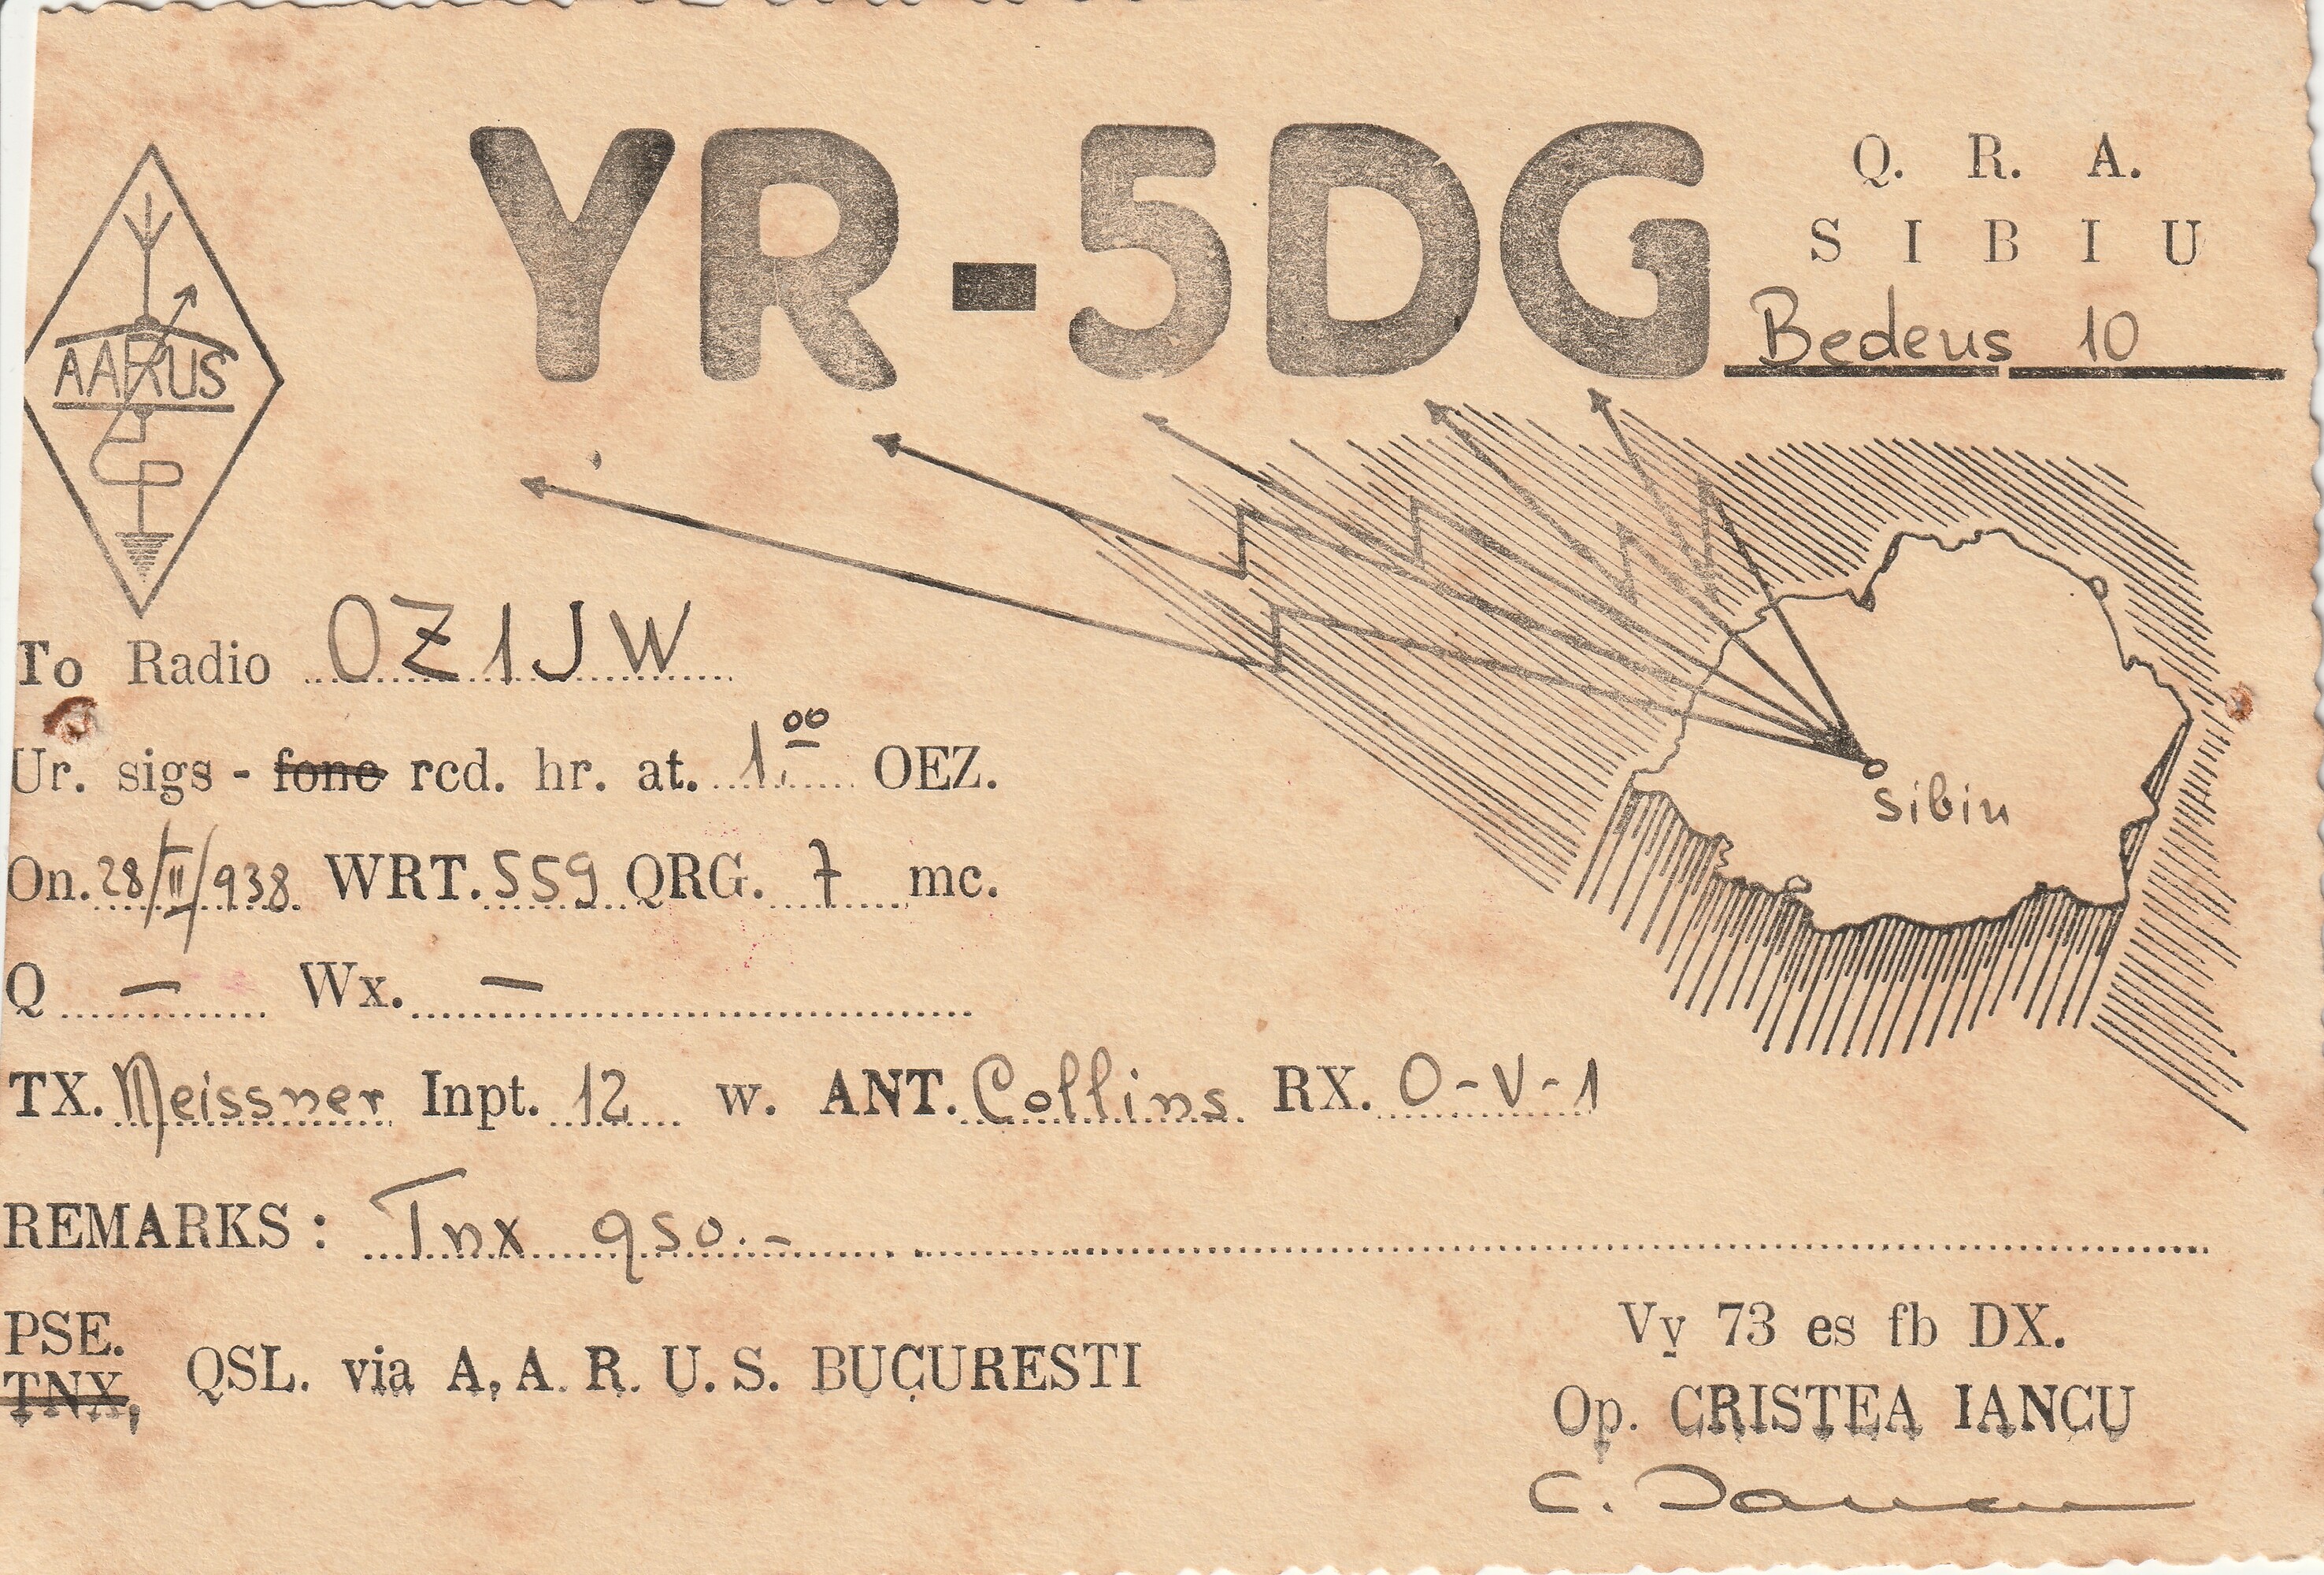 YR-5DG
Q. R. A.
SIBIU
Bedeus 10
AARUS
Sibiu
To Radio OZ1JW
Ur. sigs - fone rcd. hr. at. 1.00 OEZ.
On. 28/II/938 WRT. 559 QRG. 7 mc.
Q — Wx. —
TX. Meissner Inpt. 12 w. ANT. Collins RX. 0-V-1
REMARKS: Tnx qso.-
PSE.
TNX, QSL. via A. A. R. U. S. BUCURESTI
Vy 73 es fb DX.
Op. CRISTEA IANCU
C. Iancu